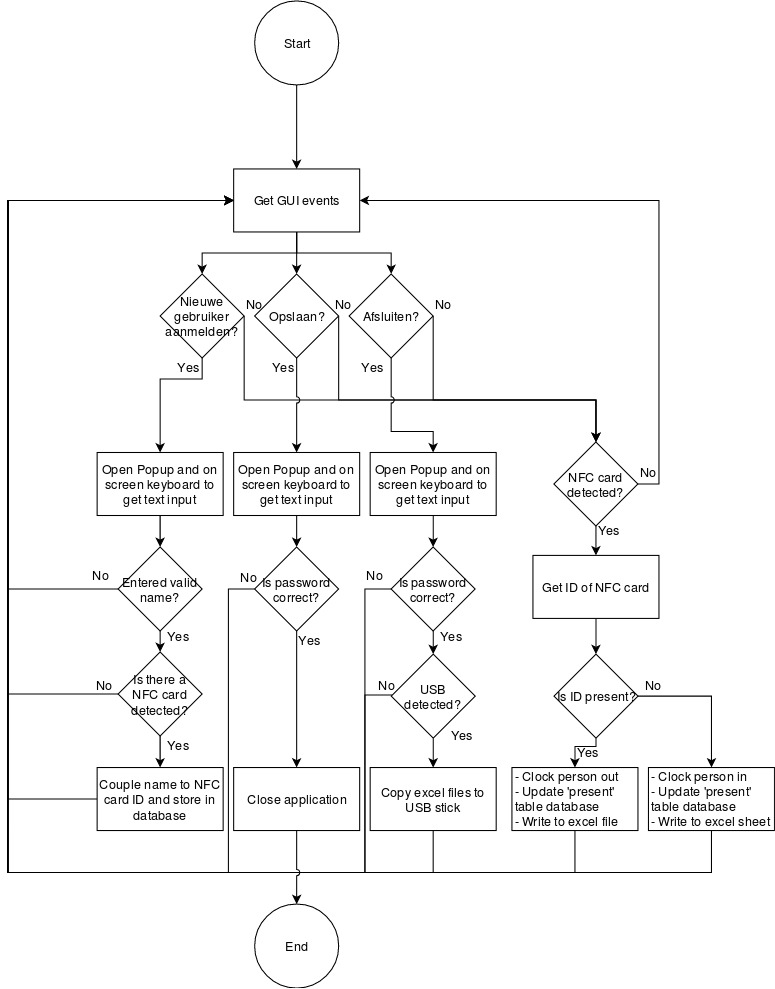 Start
Get GUI events
Nieuwe
gebruiker
aanmelden?
No
Opslaan?
No
Afsluiten?
No
Yes
Yes
Yes
Open Popup and on
screen keyboard to
get text input
Open Popup and on
screen keyboard to
get text input
Open Popup and on
screen keyboard to
get text input
NFC card
detected?
No
Yes
Get ID of NFC card
No
Entered valid
name?
Yes
No
Is password
correct?
Yes
No
Is password
correct?
Yes
No
Is there a
NFC card
detected?
Yes
No
USB
detected?
Yes
Is ID present?
No
Yes
Couple name to NFC
card ID and store in
database
Close application
Copy excel files to
USB stick
- Clock person out
- Update 'present'
table database
- Write to excel file
- Clock person in
- Update 'present'
table database
- Write to excel sheet
End